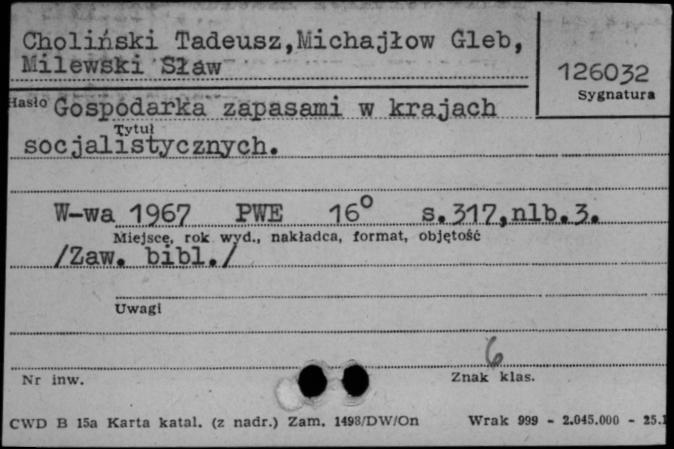 Choliński Tadeusz,Michajłow Gleb,
Milewski Sław
126032
Sygnatura
Hasło Gospodarka zapasami w krajach
Tytuł
socjalistycznych.
W-wa 1967 PWE 16° s.317,nlb.3.
Miejsce, rok wyd., nakładca, format, objętość
/Zaw. bibl./
Uwagi
6
Nr inw.
Znak klas.
CWD B 15a Karta katal. (z nadr.) Zam. 1498/DW/On Wrak 999 - 2.045.000 - 25.